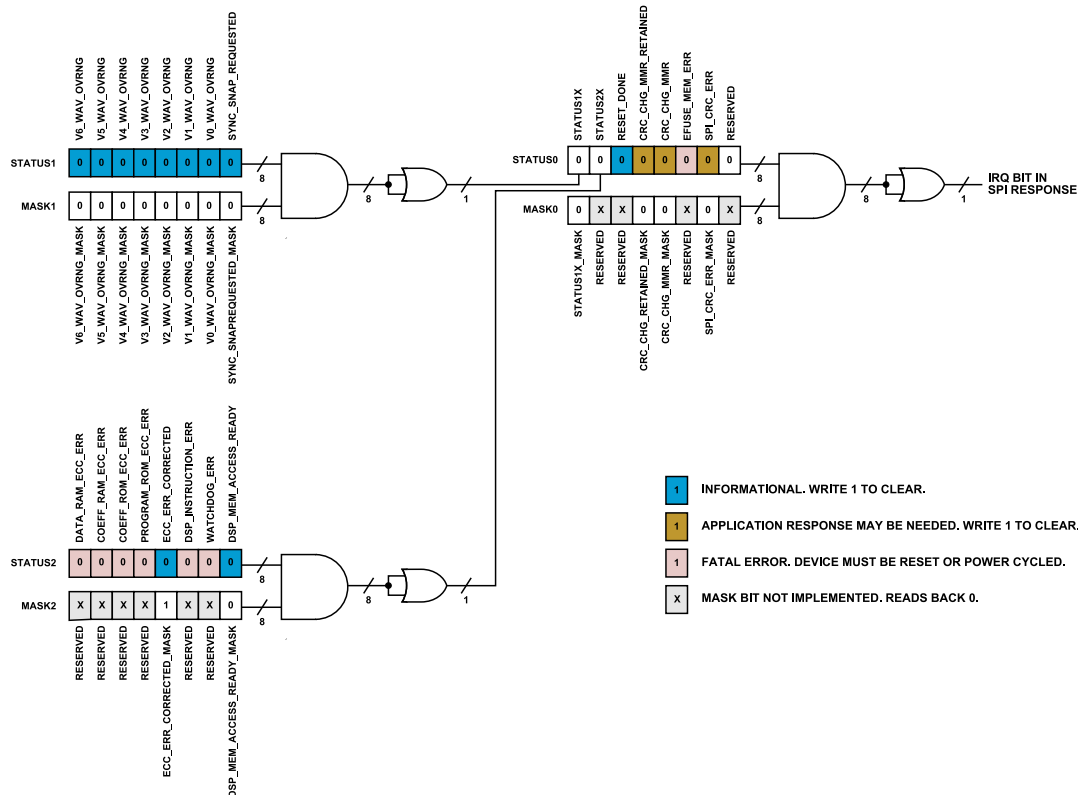 V6_WAV_OVRNG
V5_WAV_OVRNG
V4_WAV_OVRNG
V3_WAV_OVRNG
V2_WAV_OVRNG
V1_WAV_OVRNG
V0_WAV_OVRNG
SYNC_SNAP_REQUESTED
STATUS1
0 0 0 0 0 0 0 0
8
MASK1
0 0 0 0 0 0 0 0
8
8
1
V6_WAV_OVRNG_MASK
V5_WAV_OVRNG_MASK
V4_WAV_OVRNG_MASK
V3_WAV_OVRNG_MASK
V2_WAV_OVRNG_MASK
V1_WAV_OVRNG_MASK
V0_WAV_OVRNG_MASK
SYNC_SNAPREQUESTED_MASK
STATUS1X
STATUS2X
RESET_DONE
CRC_CHG_MMR_RETAINED
CRC_CHG_MMR
EFUSE_MEM_ERR
SPI_CRC_ERR
RESERVED
STATUS0
0 0 0 0 0 0 0 0
8
MASK0
0 X X 0 0 X 0 X
8
8
1
IRQ BIT IN
SPI RESPONSE
STATUS1X_MASK
RESERVED
RESERVED
CRC_CHG_RETAINED_MASK
CRC_CHG_MMR_MASK
RESERVED
SPI_CRC_ERR_MASK
RESERVED
DATA_RAM_ECC_ERR
COEFF_RAM_ECC_ERR
COEFF_ROM_ECC_ERR
PROGRAM_ROM_ECC_ERR
ECC_ERR_CORRECTED
DSP_INSTRUCTION_ERR
WATCHDOG_ERR
DSP_MEM_ACCESS_READY
STATUS2
0 0 0 0 0 0 0 0
8
MASK2
X X X X 1 X X 0
8
8
1
RESERVED
RESERVED
RESERVED
RESERVED
ECC_ERR_CORRECTED_MASK
RESERVED
RESERVED
DSP_MEM_ACCESS_READY_MASK
1 INFORMATIONAL. WRITE 1 TO CLEAR.
1 APPLICATION RESPONSE MAY BE NEEDED. WRITE 1 TO CLEAR.
1 FATAL ERROR. DEVICE MUST BE RESET OR POWER CYCLED.
X MASK BIT NOT IMPLEMENTED. READS BACK 0.